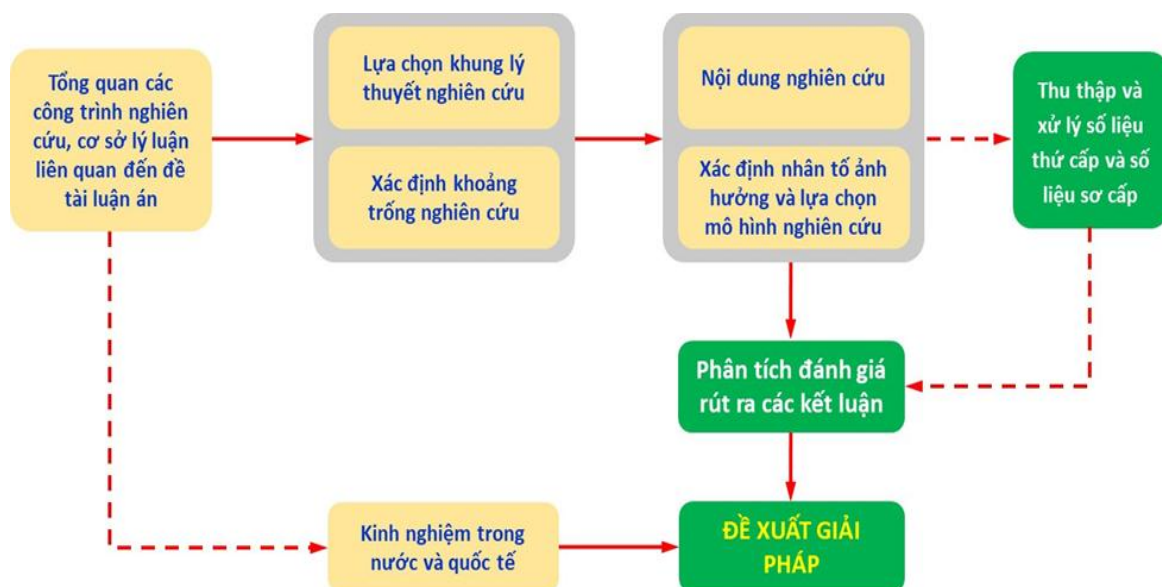 Tổng quan các
công trình nghiên
cứu, cơ sở lý luận
liên quan đến đề
tài luận án
Lựa chọn khung lý
thuyết nghiên cứu
Xác định khoảng
trống nghiên cứu
Nội dung nghiên cứu
Xác định nhân tố ảnh
hưởng và lựa chọn
mô hình nghiên cứu
Thu thập và
xử lý số liệu
thứ cấp và số
liệu sơ cấp
Phân tích đánh giá
rút ra các kết luận
Kinh nghiệm trong
nước và quốc tế
ĐỀ XUẤT GIẢI
PHÁP